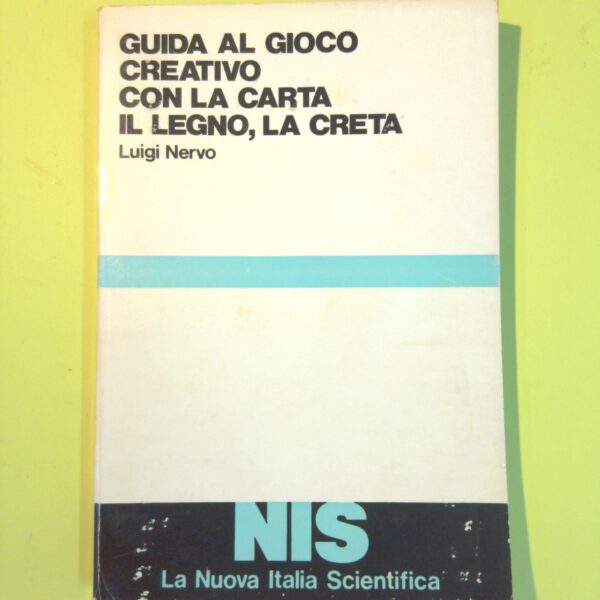 GUIDA AL GIOCO
CREATIVO
CON LA CARTA
IL LEGNO, LA CRETA
Luigi Nervo
NIS
La Nuova Italia Scientifica